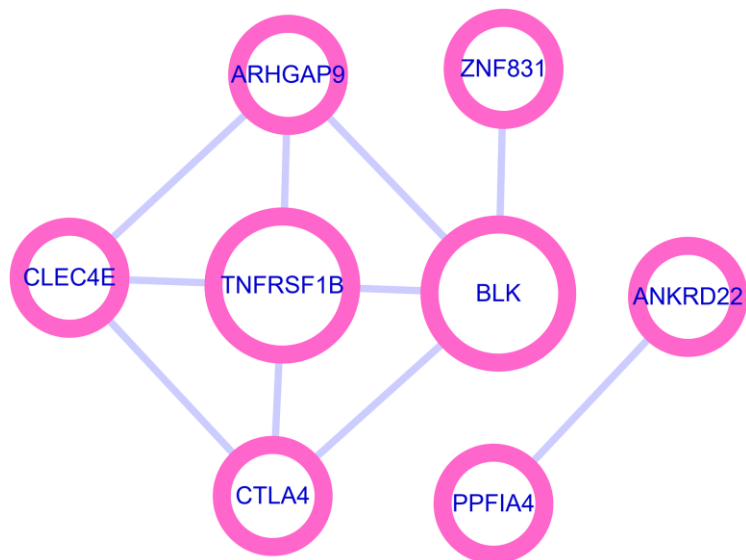 ZNF831
ARHGAP9
CLEC4E
TNFRSF1B
BLK
ANKRD22
CTLA4
PPFIA4